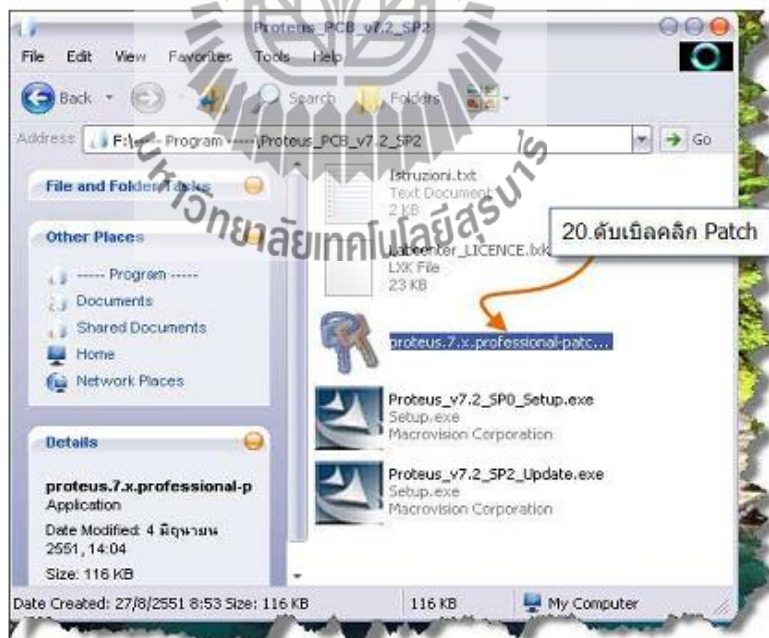 Proteus_PCB_v7.2_SP2
File Edit View Favorites Tools Help
Back Search Folders
Address F:\----- Program -----\Proteus_PCB_v7.2_SP2 Go
File and Folder Tasks
Other Places
----- Program -----
Documents
Shared Documents
Home
Network Places
Details
proteus.7.x.professional-p
Application
Date Modified: 4 มิถุนายน
2551, 14:04
Size: 116 KB
Istruzioni.txt
Text Document
2 KB
Labcenter_LICENCE.lxk
LXK File
23 KB
proteus.7.x.professional-patc...
Proteus_v7.2_SP0_Setup.exe
Setup.exe
Macrovision Corporation
Proteus_v7.2_SP2_Update.exe
Setup.exe
Macrovision Corporation
20.ดับเบิลคลิก Patch
มหาวิทยาลัยเทคโนโลยีสุรนารี
Date Created: 27/8/2551 8:53 Size: 116 KB 116 KB My Computer